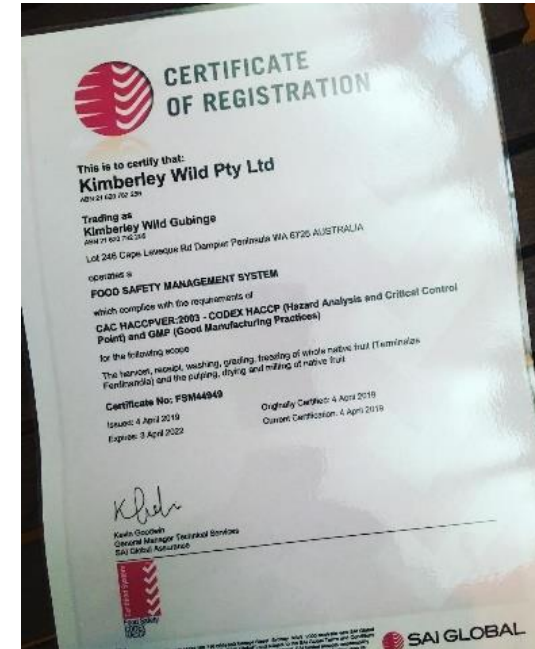 CERTIFICATE
OF REGISTRATION
This is to certify that:
Kimberley Wild Pty Ltd
Trading as
Kimberley Wild Gubinge
Lot 246 Cape Leveque Rd Dampier Peninsula WA 6725 AUSTRALIA
operates a
FOOD SAFETY MANAGEMENT SYSTEM
which complies with the requirements of
CAC HACCPVER:2003 - CODEX HACCP (Hazard Analysis and Critical Control
Point) and GMP (Good Manufacturing Practices)
for the following scope
The harvest, receipt, washing, grading, freezing of whole native fruit (Terminalia
Ferdinandia) and the pulping, drying and milling of native fruit
Certificate No: FSM44949
Issued: 4 April 2019
Originally Certified: 4 April 2019
Expires: 3 April 2022
Current Certification: 4 April 2019
Kevin Goodwin
General Manager Technical Services
SAI Global Assurance
Food Safety
SAI GLOBAL